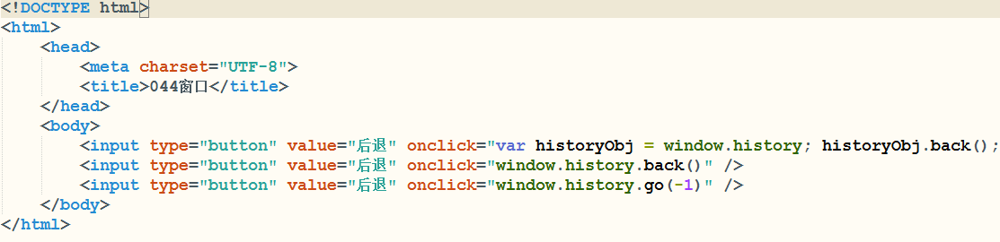 <!DOCTYPE html>
<html>
<head>
<meta charset="UTF-8">
<title>044窗口</title>
</head>
<body>
<input type="button" value="后退" onclick="var historyObj = window.history; historyObj.back();
<input type="button" value="后退" onclick="window.history.back()" />
<input type="button" value="后退" onclick="window.history.go(-1)" />
</body>
</html>